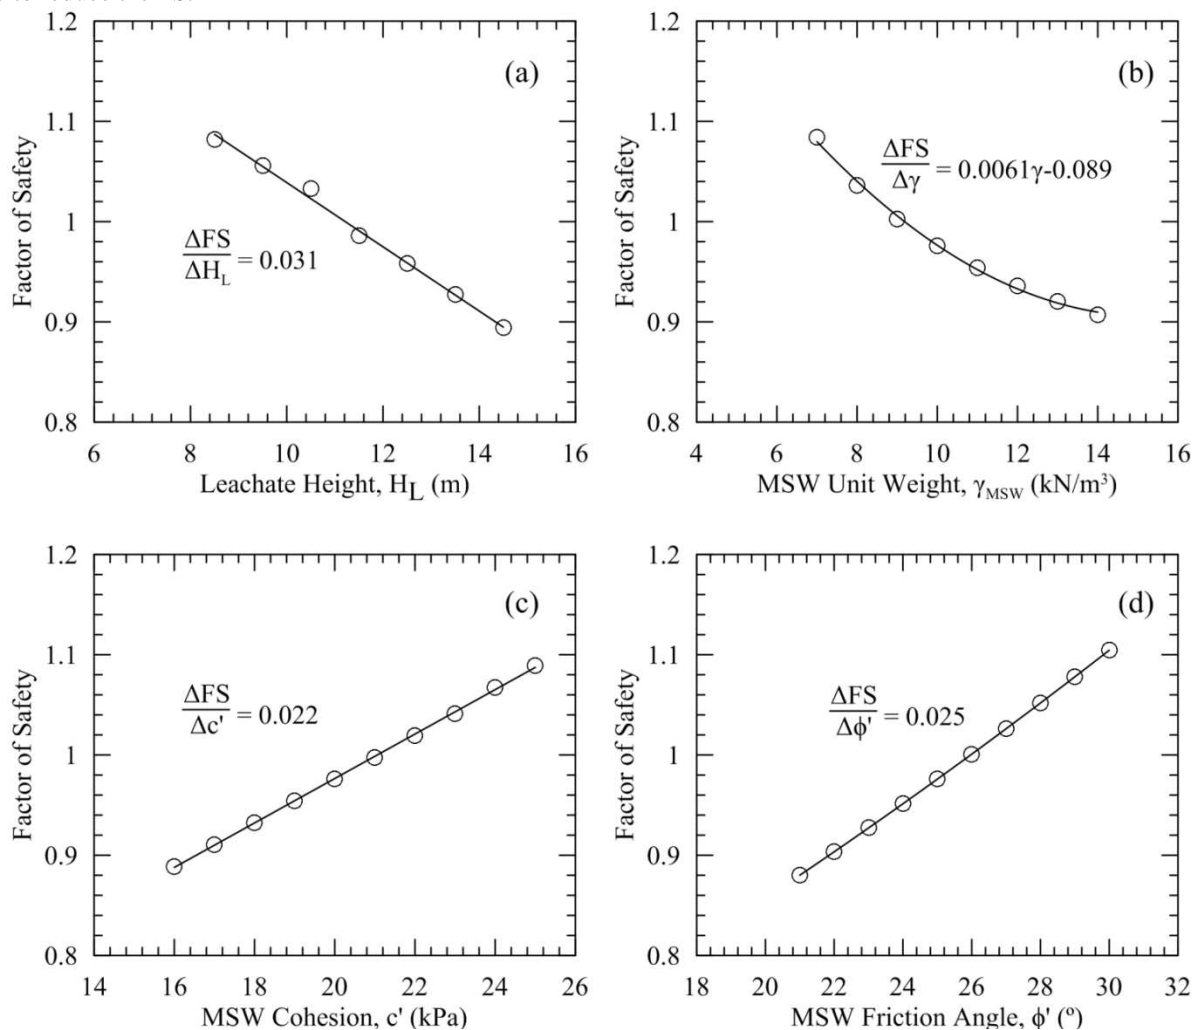 1.2
(a)
1.1
1
0.9
0.8
Factor of Safety
ΔFS
ΔH_L = 0.031
6 8 10 12 14 16
Leachate Height, H_L (m)
1.2
(b)
1.1
1
0.9
0.8
Factor of Safety
ΔFS
Δγ = 0.0061γ-0.089
4 6 8 10 12 14 16
MSW Unit Weight, γ_MSW (kN/m³)
1.2
(c)
1.1
1
0.9
0.8
Factor of Safety
ΔFS
Δc' = 0.022
14 16 18 20 22 24 26
MSW Cohesion, c' (kPa)
1.2
(d)
1.1
1
0.9
0.8
Factor of Safety
ΔFS
Δϕ' = 0.025
18 20 22 24 26 28 30 32
MSW Friction Angle, ϕ' (º)